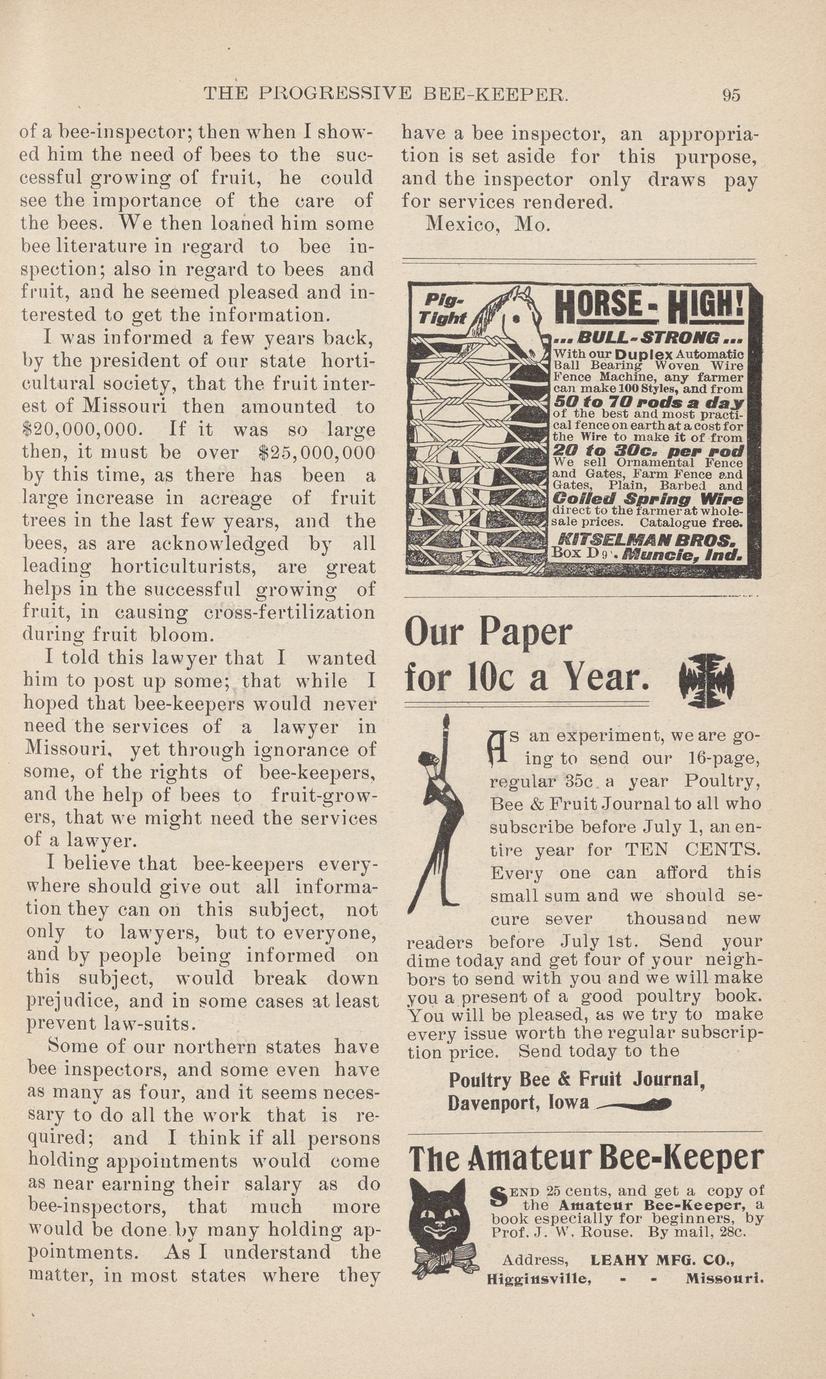 THE PROGRESSIVE BEE-KEEPER.
95
of a bee-inspector; then when I show-
ed him the need of bees to the suc-
cessful growing of fruit, he could
see the importance of the care of
the bees. We then loaned him some
bee literature in regard to bee in-
spection; also in regard to bees and
fruit, and he seemed pleased and in-
terested to get the information.
I was informed a few years back,
by the president of our state horti-
cultural society, that the fruit inter-
est of Missouri then amounted to
$20,000,000. If it was so large
then, it must be over $25,000,000
by this time, as there has been a
large increase in acreage of fruit
trees in the last few years, and the
bees, as are acknowledged by all
leading horticulturists, are great
helps in the successful growing of
fruit, in causing cross-fertilization
during fruit bloom.
I told this lawyer that I wanted
him to post up some; that while I
hoped that bee-keepers would never
need the services of a lawyer in
Missouri, yet through ignorance of
some, of the rights of bee-keepers,
and the help of bees to fruit-grow-
ers, that we might need the services
of a lawyer.
I believe that bee-keepers every-
where should give out all informa-
tion they can on this subject, not
only to lawyers, but to everyone,
and by people being informed on
this subject, would break down
prejudice, and in some cases at least
prevent law-suits.
Some of our northern states have
bee inspectors, and some even have
as many as four, and it seems neces-
sary to do all the work that is re-
quired; and I think if all persons
holding appointments would come
as near earning their salary as do
bee-inspectors, that much more
would be done by many holding ap-
pointments. As I understand the
matter, in most states where they
have a bee inspector, an appropria-
tion is set aside for this purpose,
and the inspector only draws pay
for services rendered.
Mexico, Mo.
Pig-
Tight
HORSE-HIGH!
... BULL-STRONG ...
With our Duplex Automatic
Ball Bearing Woven Wire
Fence Machine, any farmer
can make 100 Styles, and from
50 to 70 rods a day
of the best and most practi-
cal fence on earth at a cost for
the Wire to make it of from
20 to 30c. per rod
We sell Ornamental Fence
and Gates, Farm Fence and
Gates, Plain, Barbed and
Coiled Spring Wire
direct to the farmer at whole-
sale prices. Catalogue free.
KITSELMAN BROS.
Box D9 . Muncie, Ind.
Our Paper
for 10c a Year.
As an experiment, we are go-
ing to send our 16-page,
regular 35c a year Poultry,
Bee & Fruit Journal to all who
subscribe before July 1, an en-
tire year for TEN CENTS.
Every one can afford this
small sum and we should se-
cure sever thousand new
readers before July 1st. Send your
dime today and get four of your neigh-
bors to send with you and we will make
you a present of a good poultry book.
You will be pleased, as we try to make
every issue worth the regular subscrip-
tion price. Send today to the
Poultry Bee & Fruit Journal,
Davenport, Iowa
The Amateur Bee-Keeper
SEND 25 cents, and get a copy of
the Amateur Bee-Keeper, a
book especially for beginners, by
Prof. J. W. Rouse. By mail, 28c.
Address, LEAHY MFG. CO.,
Higginsville, - - Missouri.